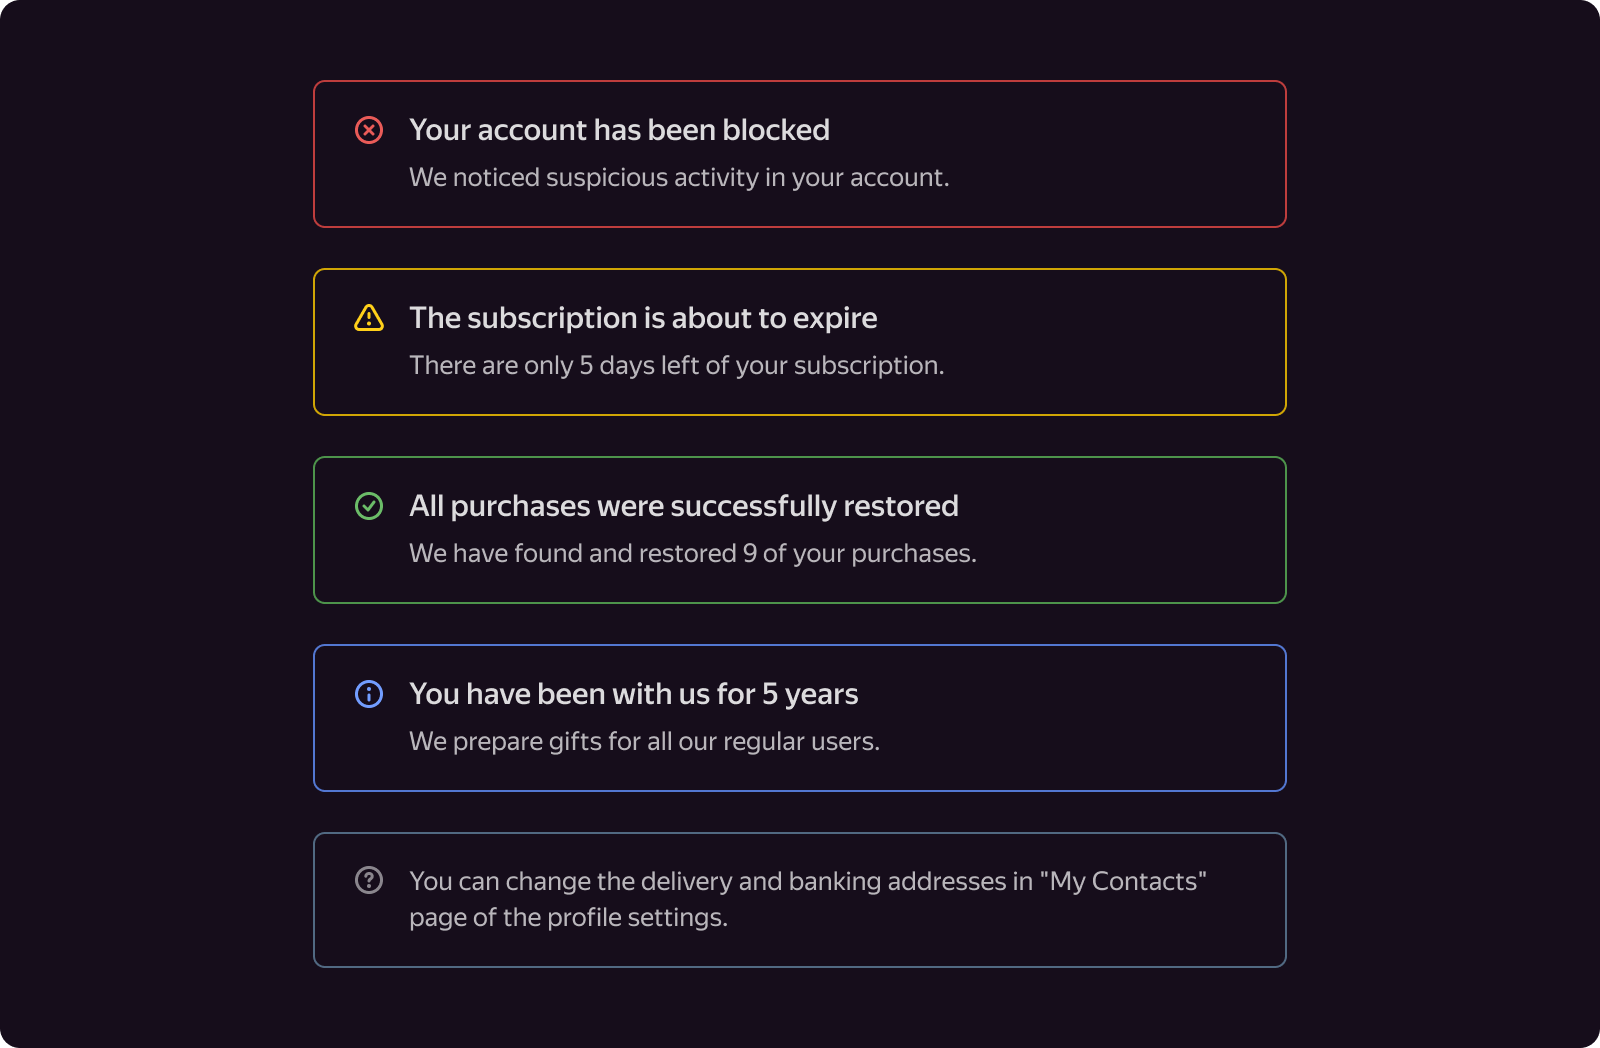 Your account has been blocked
We noticed suspicious activity in your account.
The subscription is about to expire
There are only 5 days left of your subscription.
All purchases were successfully restored
We have found and restored 9 of your purchases.
You have been with us for 5 years
We prepare gifts for all our regular users.
You can change the delivery and banking addresses in "My Contacts"
page of the profile settings.